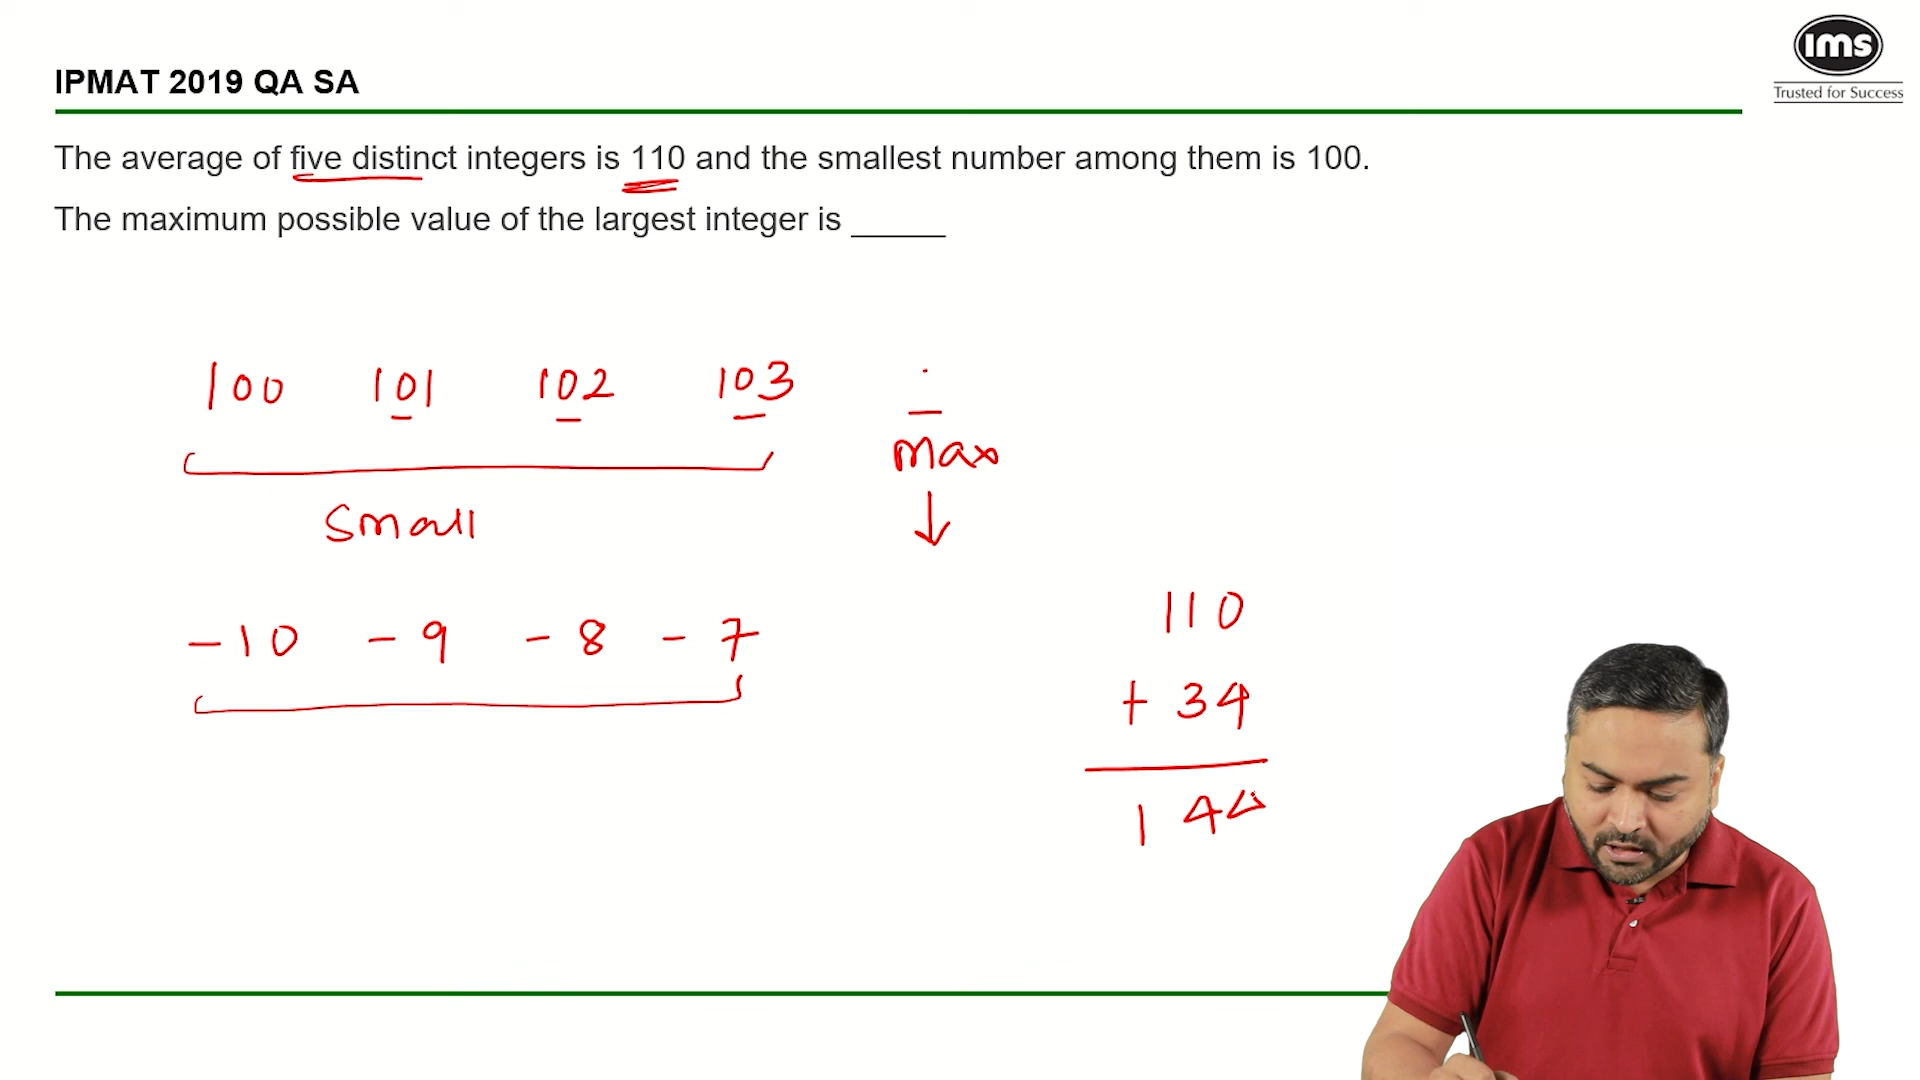 IMS
Trusted for Success
IPMAT 2019 QA SA
The average of five distinct integers is 110 and the smallest number among them is 100.
The maximum possible value of the largest integer is _____
100 101 102 103
max
small
-10 -9 -8 -7
110
+ 34
144